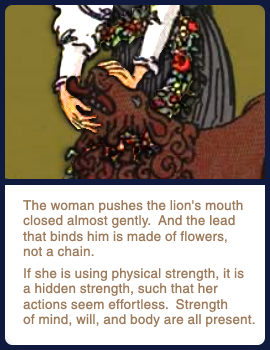 The woman pushes the lion's mouth
closed almost gently. And the lead
that binds him is made of flowers,
not a chain.
If she is using physical strength, it is
a hidden strength, such that her
actions seem effortless. Strength
of mind, will, and body are all present.